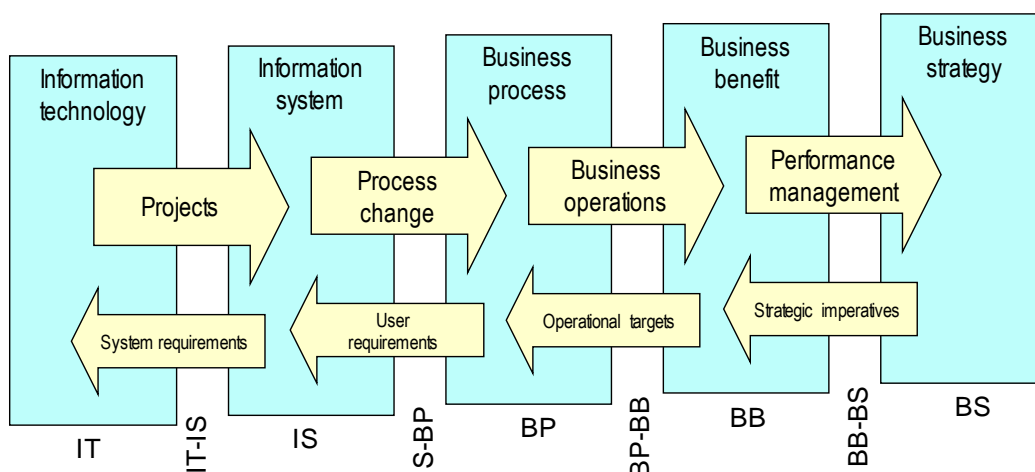 Information
technology
Information
system
Business
process
Business
benefit
Business
strategy
Projects
Process
change
Business
operations
Performance
management
System requirements
User
requirements
Operational targets
Strategic imperatives
IT
IT-IS
IS
S-BP
BP
BP-BB
BB
BB-BS
BS